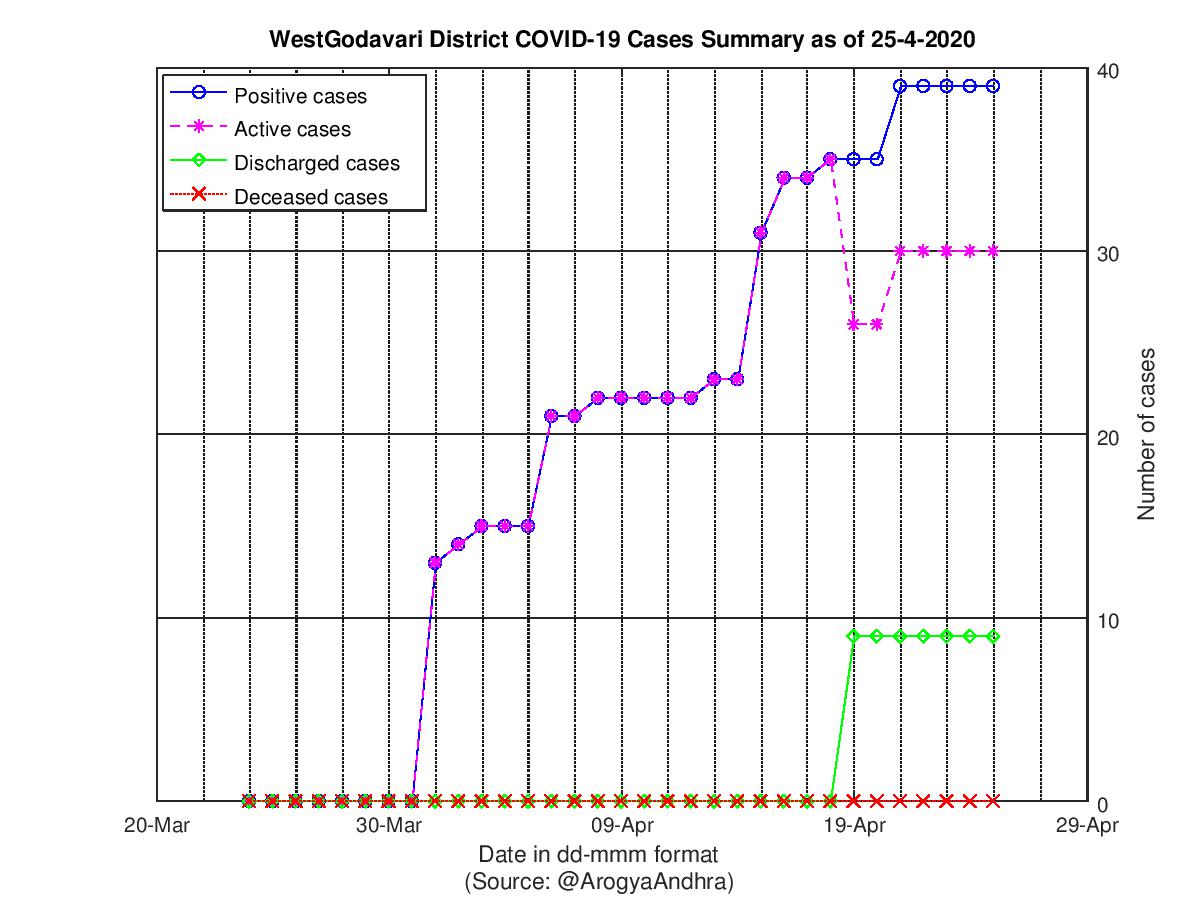 WestGodavari District COVID-19 Cases Summary as of 25-4-2020
Positive cases
Active cases
Discharged cases
Deceased cases
40
30
20
10
0
Number of cases
20-Mar 30-Mar 09-Apr 19-Apr 29-Apr
Date in dd-mmm format
(Source: @ArogyaAndhra)